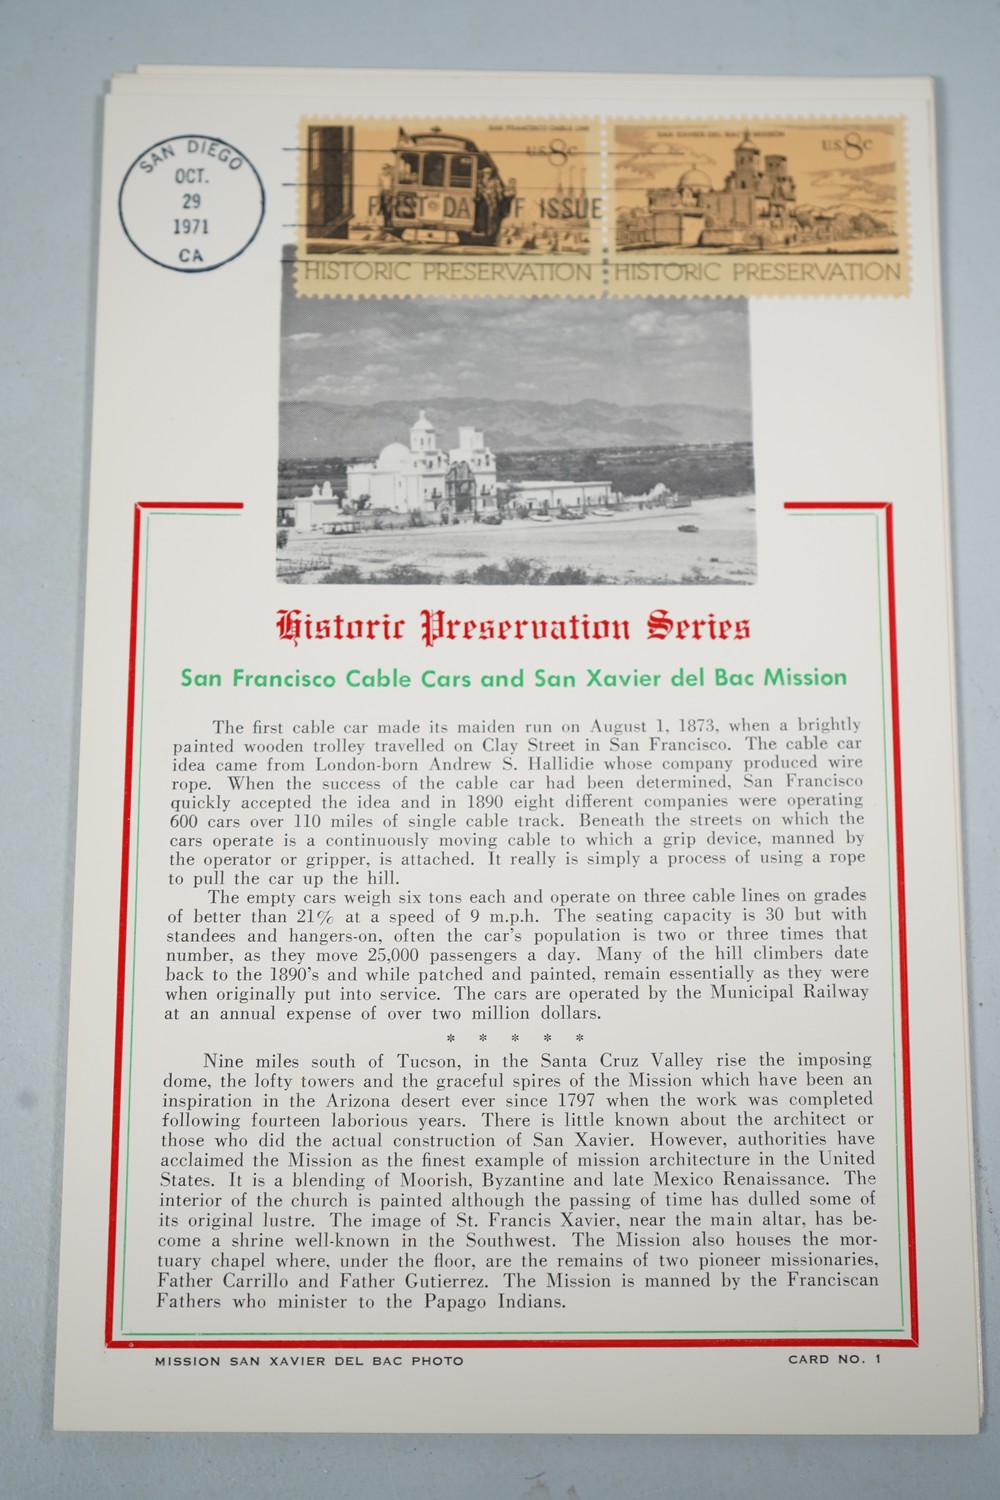 SAN DIEGO
OCT.
29
1971
CA
SAN FRANCISCO CABLE CAR
U.S. 8c
FIRST DAY OF ISSUE
HISTORIC PRESERVATION
SAN XAVIER DEL BAC MISSION
U.S. 8c
HISTORIC PRESERVATION
Historic Preservation Series
San Francisco Cable Cars and San Xavier del Bac Mission
The first cable car made its maiden run on August 1, 1873, when a brightly
painted wooden trolley travelled on Clay Street in San Francisco. The cable car
idea came from London-born Andrew S. Hallidie whose company produced wire
rope. When the success of the cable car had been determined, San Francisco
quickly accepted the idea and in 1890 eight different companies were operating
600 cars over 110 miles of single cable track. Beneath the streets on which the
cars operate is a continuously moving cable to which a grip device, manned by
the operator or gripper, is attached. It really is simply a process of using a rope
to pull the car up the hill.
The empty cars weigh six tons each and operate on three cable lines on grades
of better than 21% at a speed of 9 m.p.h. The seating capacity is 30 but with
standees and hangers-on, often the car's population is two or three times that
number, as they move 25,000 passengers a day. Many of the hill climbers date
back to the 1890's and while patched and painted, remain essentially as they were
when originally put into service. The cars are operated by the Municipal Railway
at an annual expense of over two million dollars.
* * * * *
Nine miles south of Tucson, in the Santa Cruz Valley rise the imposing
dome, the lofty towers and the graceful spires of the Mission which have been an
inspiration in the Arizona desert ever since 1797 when the work was completed
following fourteen laborious years. There is little known about the architect or
those who did the actual construction of San Xavier. However, authorities have
acclaimed the Mission as the finest example of mission architecture in the United
States. It is a blending of Moorish, Byzantine and late Mexico Renaissance. The
interior of the church is painted although the passing of time has dulled some of
its original lustre. The image of St. Francis Xavier, near the main altar, has be-
come a shrine well-known in the Southwest. The Mission also houses the mor-
tuary chapel where, under the floor, are the remains of two pioneer missionaries,
Father Carrillo and Father Gutierrez. The Mission is manned by the Franciscan
Fathers who minister to the Papago Indians.
MISSION SAN XAVIER DEL BAC PHOTO
CARD NO. 1